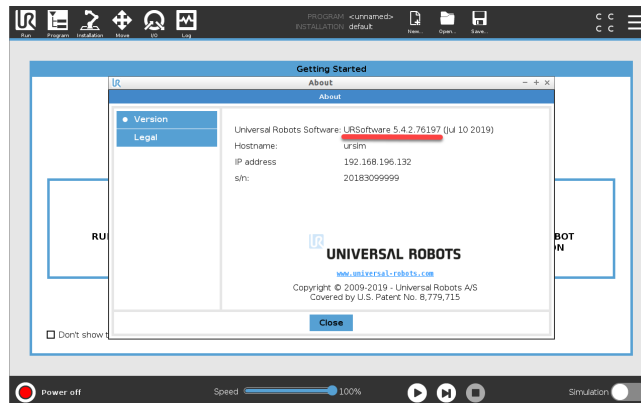 UR
PROGRAM <unnamed>
INSTALLATION default
Run Program Installation Move I/O Log New... Open... Save...
C C
C C
Getting Started
UR About
About
Version
Legal
Universal Robots Software: URSoftware 5.4.2.76197 (Jul 10 2019)
Hostname: ursim
IP address 192.168.196.132
s/n: 20183099999
RU
BOT
N
UR
UNIVERSAL ROBOTS
www.universal-robots.com
Copyright © 2009-2019 - Universal Robots A/S
Covered by U.S. Patent No. 8,779,715
Close
Don't show t
Power off Speed 100% Simulation